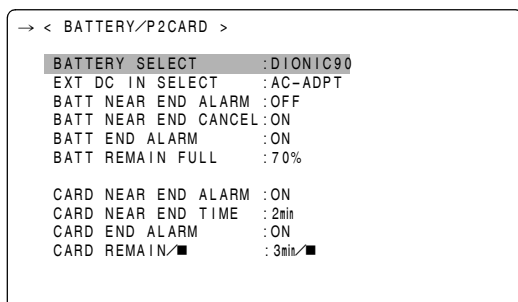 → < BATTERY/P2CARD >
BATTERY SELECT :DIONIC90
EXT DC IN SELECT :AC-ADPT
BATT NEAR END ALARM :OFF
BATT NEAR END CANCEL:ON
BATT END ALARM :ON
BATT REMAIN FULL :70%
CARD NEAR END ALARM :ON
CARD NEAR END TIME :2min
CARD END ALARM :ON
CARD REMAIN/■ :3min/■